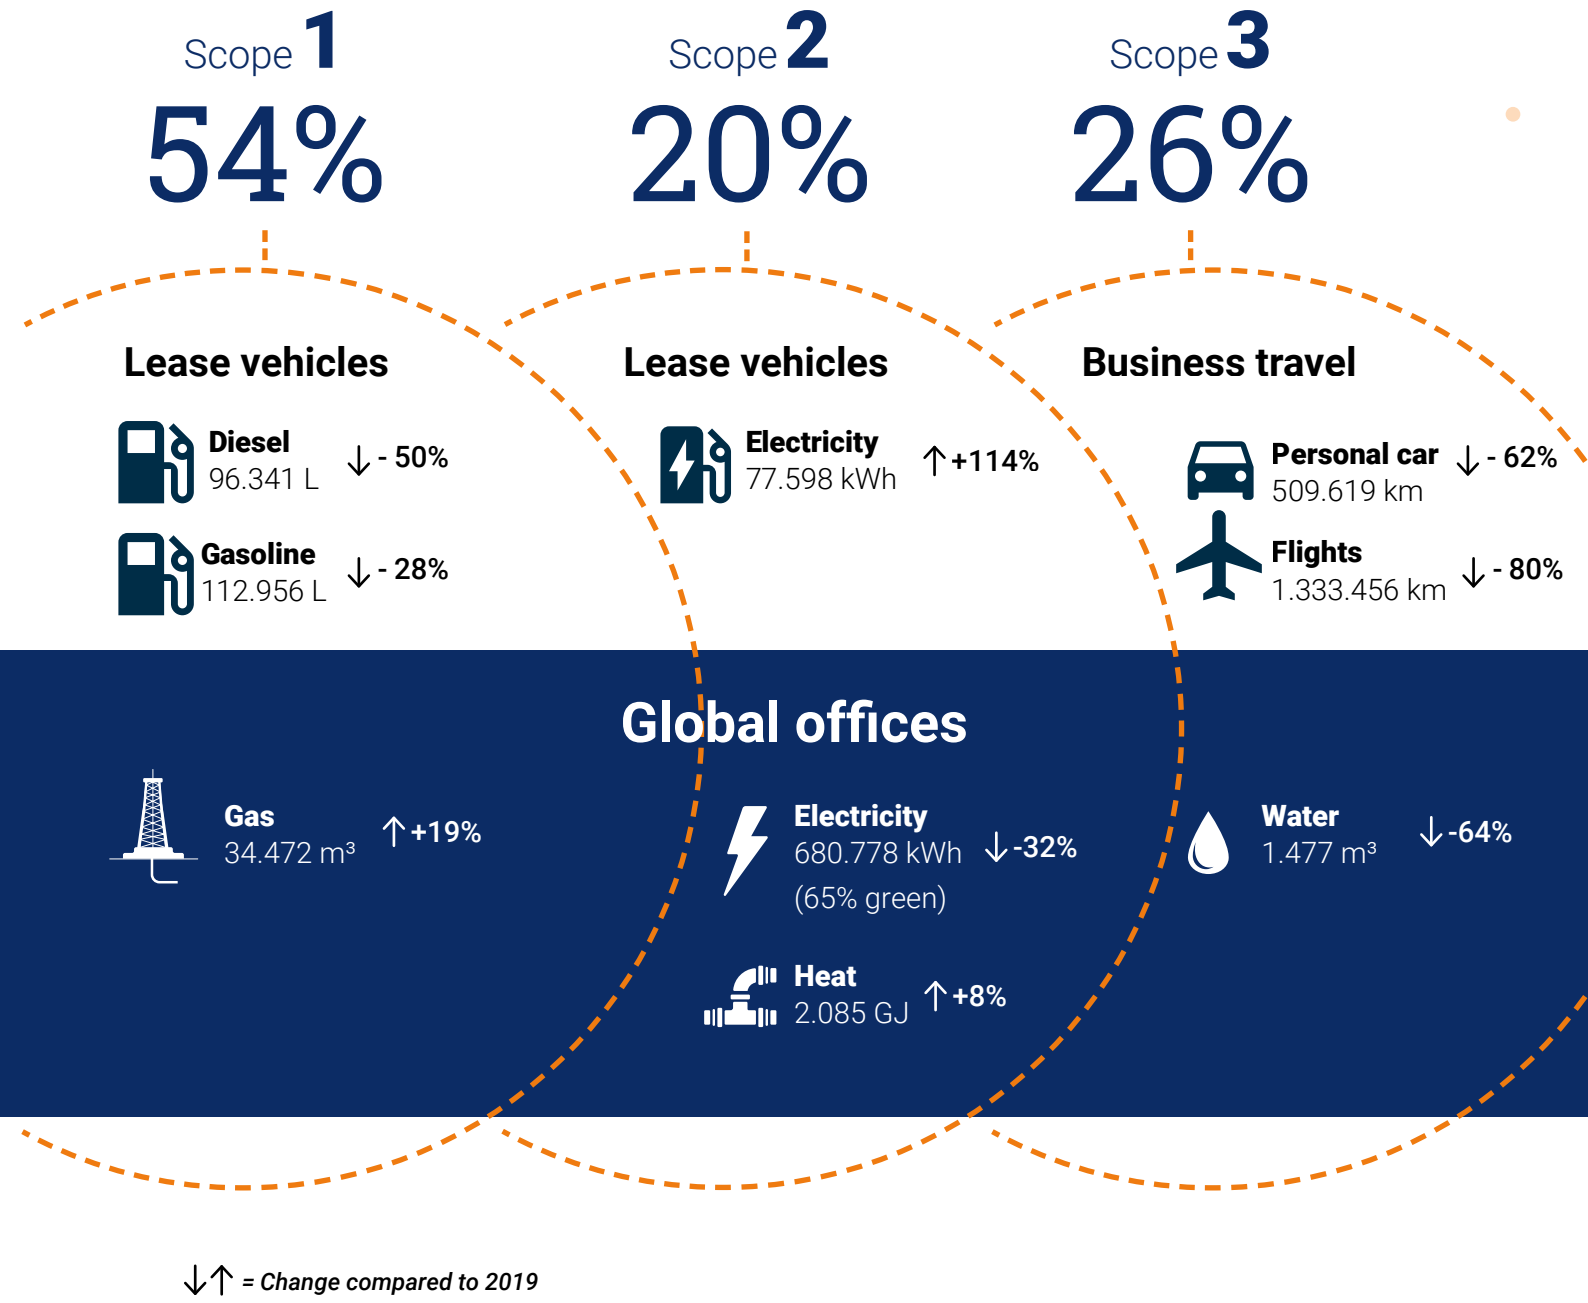 Scope 1
54%
Scope 2
20%
Scope 3
26%
Lease vehicles
Diesel
96.341 L
- 50%
Gasoline
112.956 L
- 28%
Lease vehicles
Electricity
77.598 kWh
+114%
Business travel
Personal car
509.619 km
- 62%
Flights
1.333.456 km
- 80%
Global offices
Gas
34.472 m³
+19%
Electricity
680.778 kWh
(65% green)
-32%
Heat
2.085 GJ
+8%
Water
1.477 m³
-64%
= Change compared to 2019